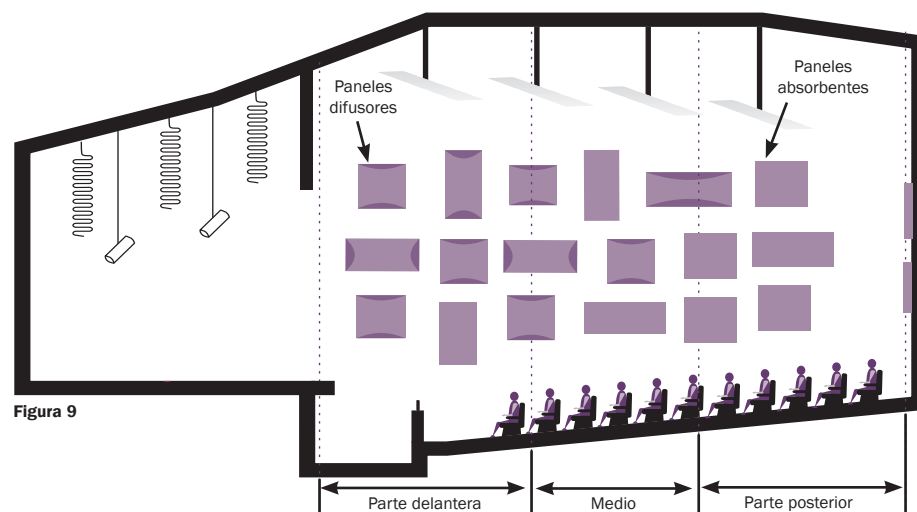 Paneles
difusores
Paneles
absorbentes
Figura 9
Parte delantera
Medio
Parte posterior